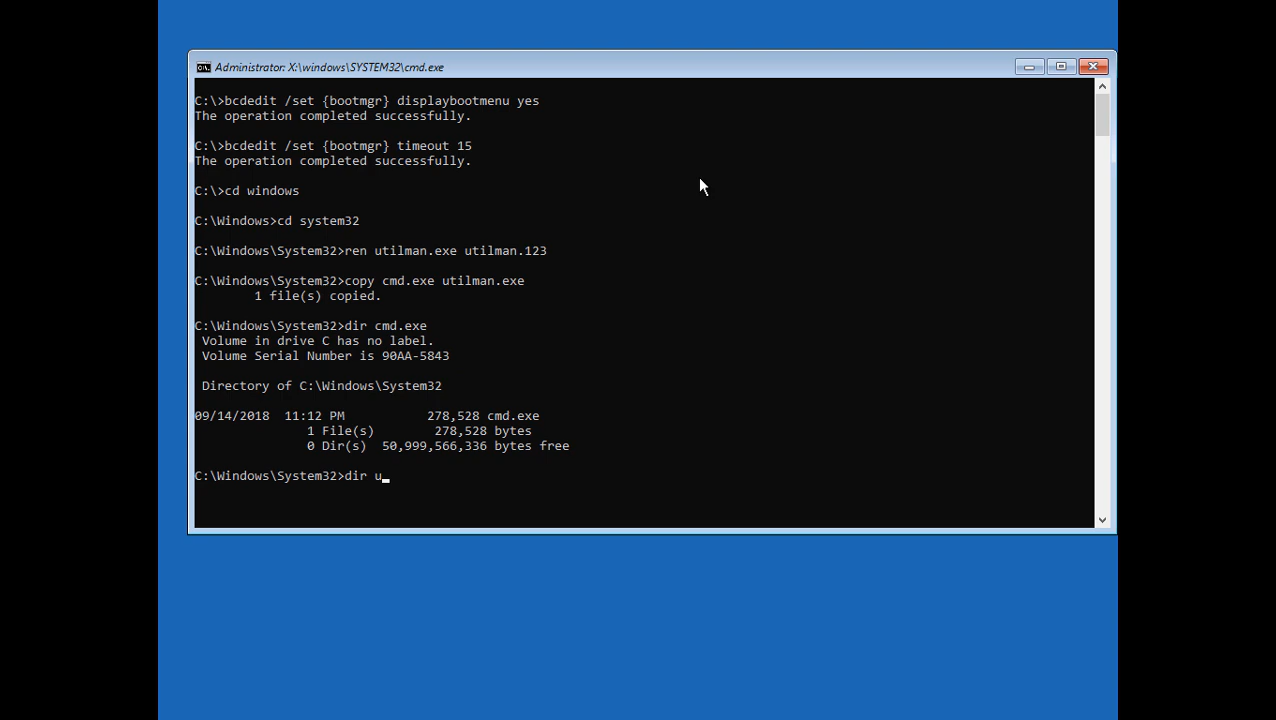 Administrator: X:\windows\SYSTEM32\cmd.exe
C:\>bcdedit /set {bootmgr} displaybootmenu yes
The operation completed successfully.
C:\>bcdedit /set {bootmgr} timeout 15
The operation completed successfully.
C:\>cd windows
C:\Windows>cd system32
C:\Windows\System32>ren utilman.exe utilman.123
C:\Windows\System32>copy cmd.exe utilman.exe
1 file(s) copied.
C:\Windows\System32>dir cmd.exe
Volume in drive C has no label.
Volume Serial Number is 90AA-5843
Directory of C:\Windows\System32
09/14/2018  11:12 PM           278,528 cmd.exe
1 File(s)        278,528 bytes
0 Dir(s)  50,999,566,336 bytes free
C:\Windows\System32>dir u